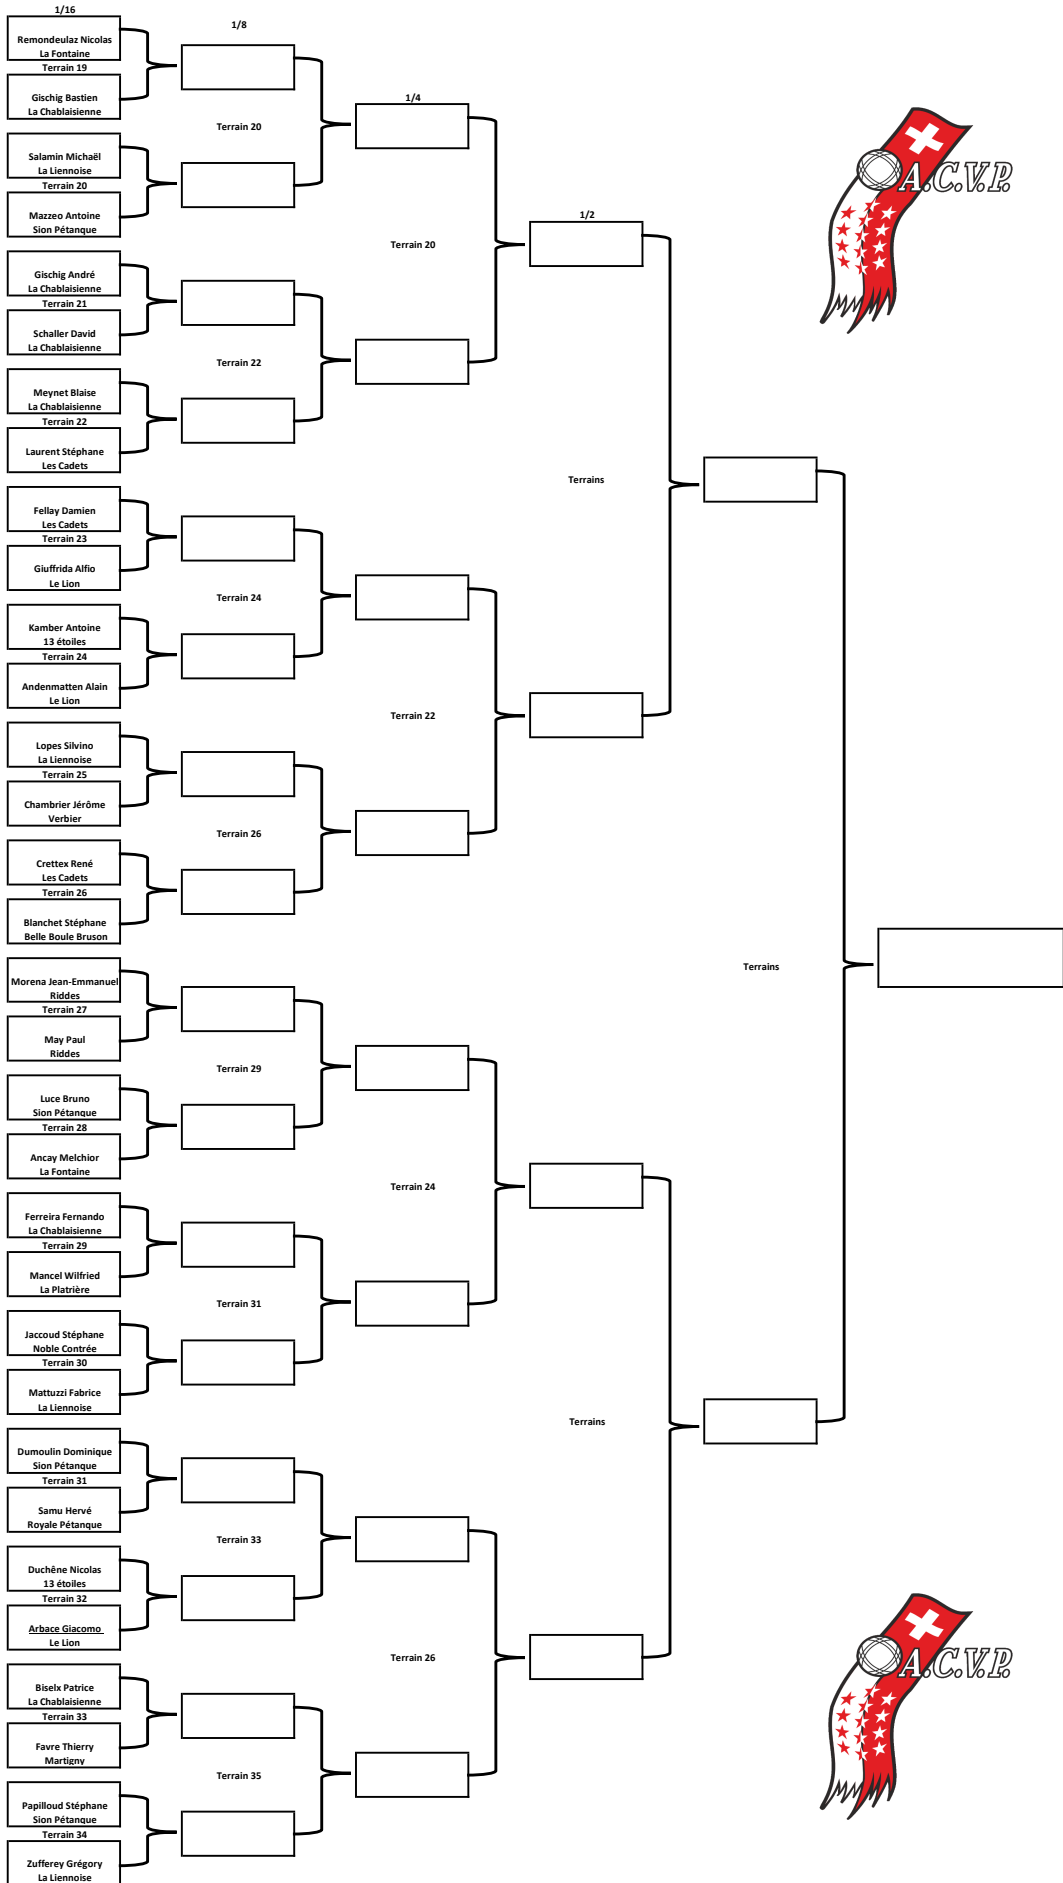 1/16
Remondeulaz Nicolas
La Fontaine
Terrain 19
Gischig Bastien
La Chablaisienne
Salamin Michaël
La Liennoise
Terrain 20
Mazzeo Antoine
Sion Pétanque
Gischig André
La Chablaisienne
Terrain 21
Schaller David
La Chablaisienne
Meynet Blaise
La Chablaisienne
Terrain 22
Laurent Stéphane
Les Cadets
Fellay Damien
Les Cadets
Terrain 23
Giuffrida Alfio
Le Lion
Kamber Antoine
13 étoiles
Terrain 24
Andenmatten Alain
Le Lion
Lopes Silvino
La Liennoise
Terrain 25
Chambrier Jérôme
Verbier
Crettex René
Les Cadets
Terrain 26
Blanchet Stéphane
Belle Boule Bruson
Morena Jean-Emmanuel
Riddes
Terrain 27
May Paul
Riddes
Luce Bruno
Sion Pétanque
Terrain 28
Ancay Melchior
La Fontaine
Ferreira Fernando
La Chablaisienne
Terrain 29
Mancel Wilfried
La Platrière
Jaccoud Stéphane
Noble Contrée
Terrain 30
Mattuzzi Fabrice
La Liennoise
Dumoulin Dominique
Sion Pétanque
Terrain 31
Samu Hervé
Royale Pétanque
Duchêne Nicolas
13 étoiles
Terrain 32
Arbace Giacomo
Le Lion
Biselx Patrice
La Chablaisienne
Terrain 33
Favre Thierry
Martigny
Papilloud Stéphane
Sion Pétanque
Terrain 34
Zufferey Grégory
La Liennoise
1/8
Terrain 20
Terrain 22
Terrain 24
Terrain 26
Terrain 29
Terrain 31
Terrain 33
Terrain 35
1/4
Terrain 20
Terrain 22
Terrain 24
Terrain 26
1/2
Terrains
Terrains
Terrains
A.C.V.P.
A.C.V.P.